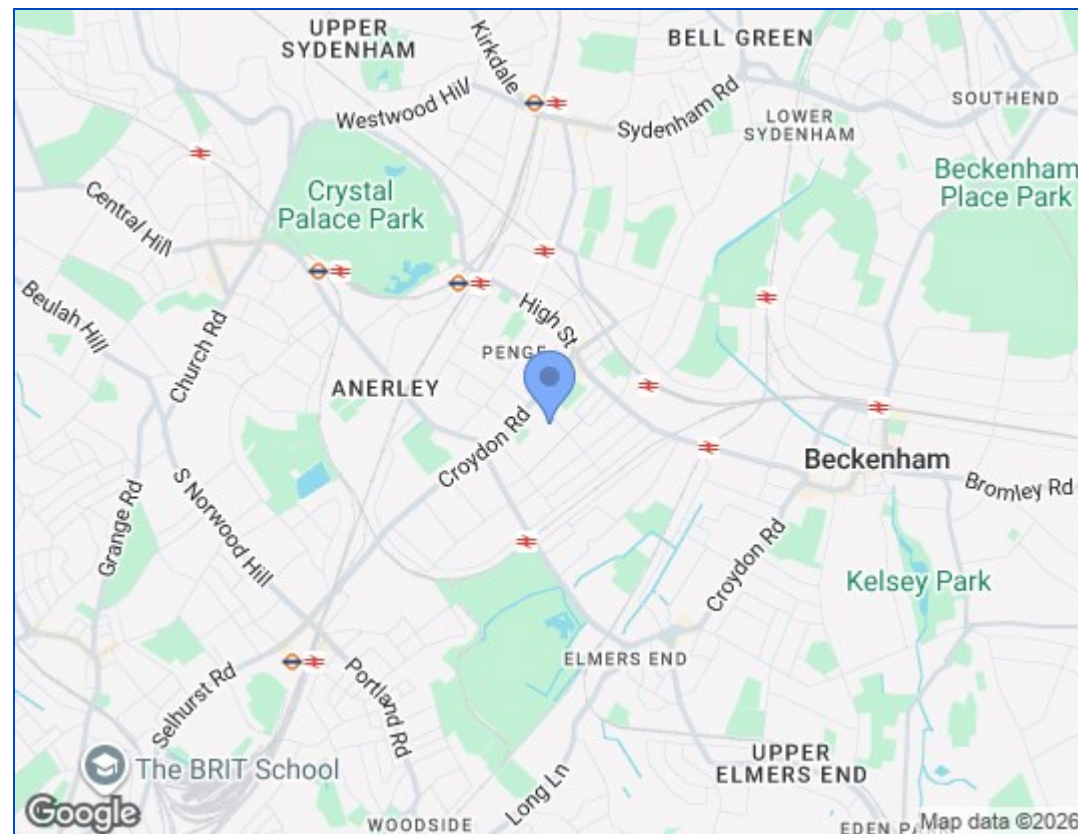 UPPER
SYDENHAM
Kirkdale
BELL GREEN
Westwood Hill
Sydenham Rd
LOWER
SYDENHAM
SOUTHEND
Crystal
Palace Park
Beckenham
Place Park
Central Hill
Beulah Hill
Church Rd
High St
PENGE
ANERLEY
Croydon Rd
Beckenham
Bromley Rd
S Norwood Hill
Grange Rd
Croydon Rd
Kelsey Park
ELMERS END
Selhurst Rd
Portland Rd
The BRIT School
Long Ln
UPPER
ELMERS END
Google
WOODSIDE
EDEN PA
Map data ©2026